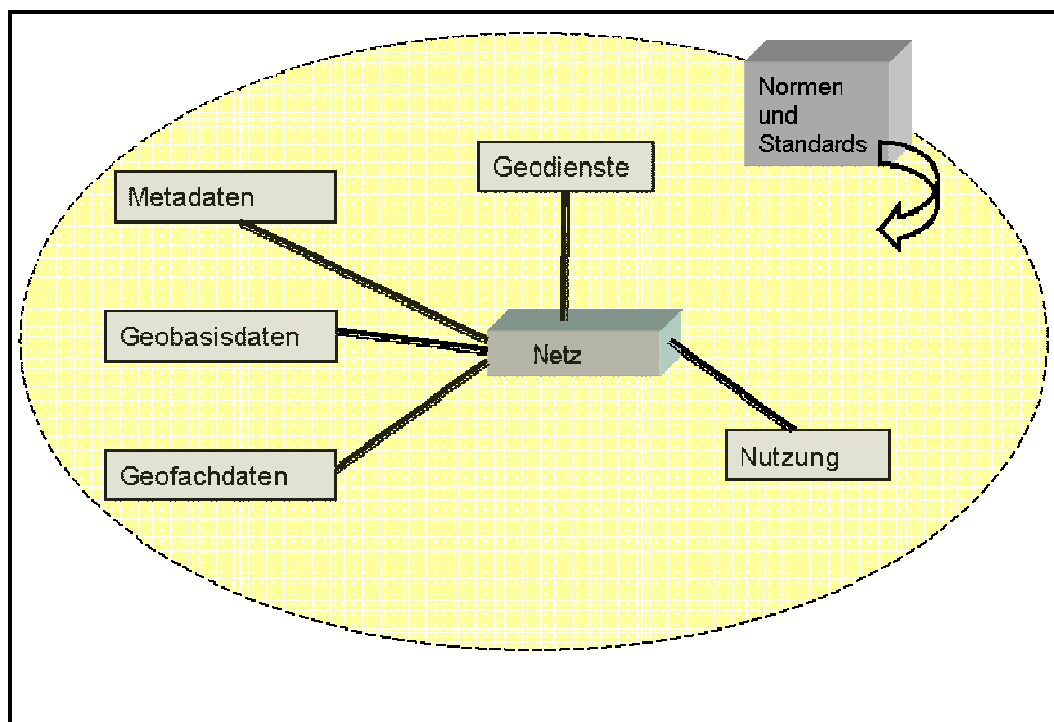 Normen
und
Standards
Geodienste
Metadaten
Geobasisdaten
Netz
Geofachdaten
Nutzung